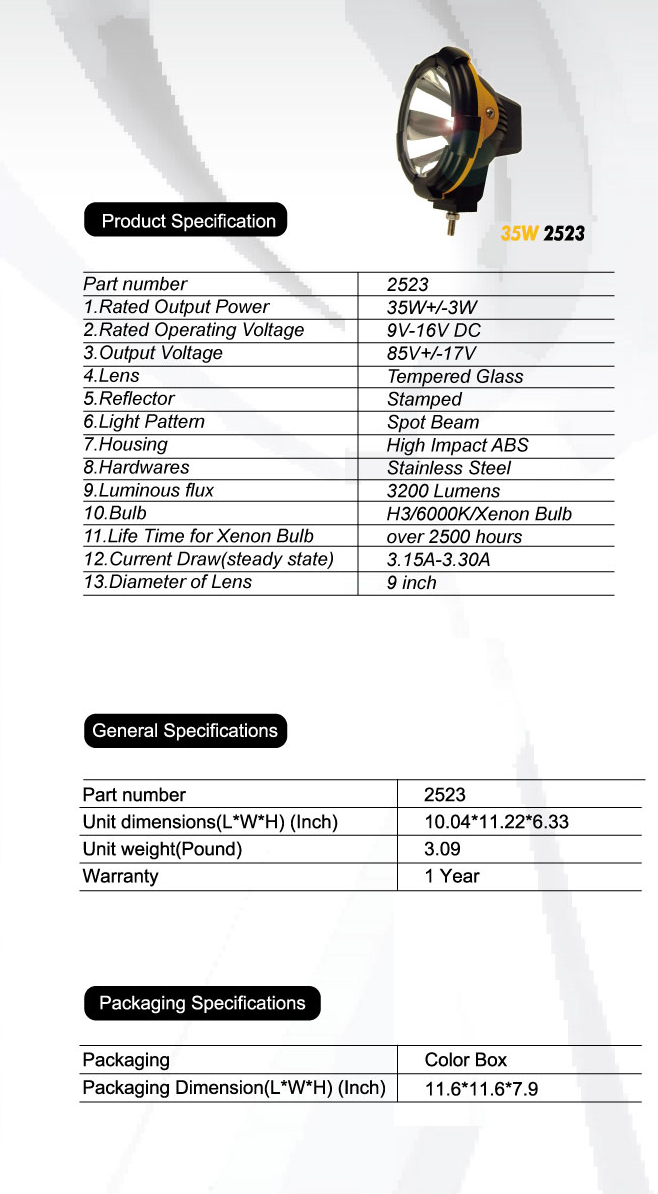 35W 2523
Product Specification
Part number 2523
1.Rated Output Power 35W+/-3W
2.Rated Operating Voltage 9V-16V DC
3.Output Voltage 85V+/-17V
4.Lens Tempered Glass
5.Reflector Stamped
6.Light Pattern Spot Beam
7.Housing High Impact ABS
8.Hardwares Stainless Steel
9.Luminous flux 3200 Lumens
10.Bulb H3/6000K/Xenon Bulb
11.Life Time for Xenon Bulb over 2500 hours
12.Current Draw(steady state) 3.15A-3.30A
13.Diameter of Lens 9 inch
General Specifications
Part number 2523
Unit dimensions(L*W*H) (Inch) 10.04*11.22*6.33
Unit weight(Pound) 3.09
Warranty 1 Year
Packaging Specifications
Packaging Color Box
Packaging Dimension(L*W*H) (Inch) 11.6*11.6*7.9